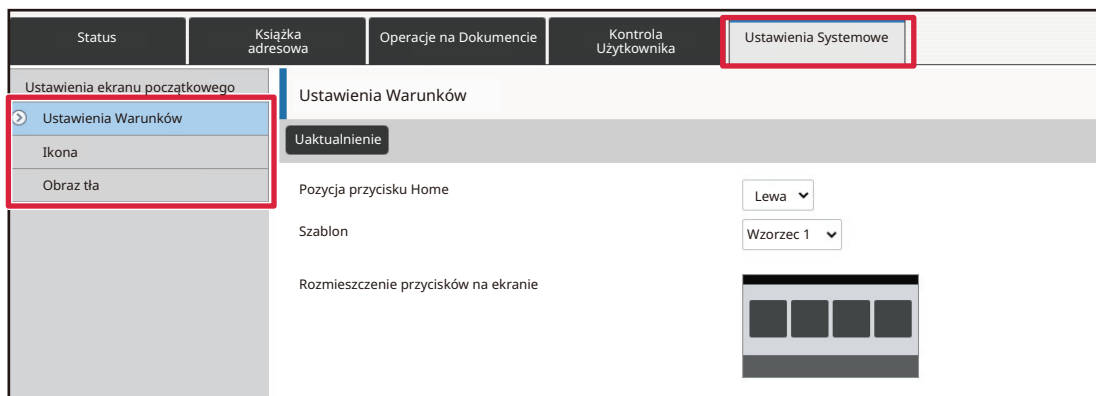 Status
Książka
adresowa
Operacje na Dokumencie
Kontrola
Użytkownika
Ustawienia Systemowe
Ustawienia ekranu początkowego
Ustawienia Warunków
Ikona
Obraz tła
Ustawienia Warunków
Uaktualnienie
Pozycja przycisku Home
Lewa
Szablon
Wzorzec 1
Rozmieszczenie przycisków na ekranie